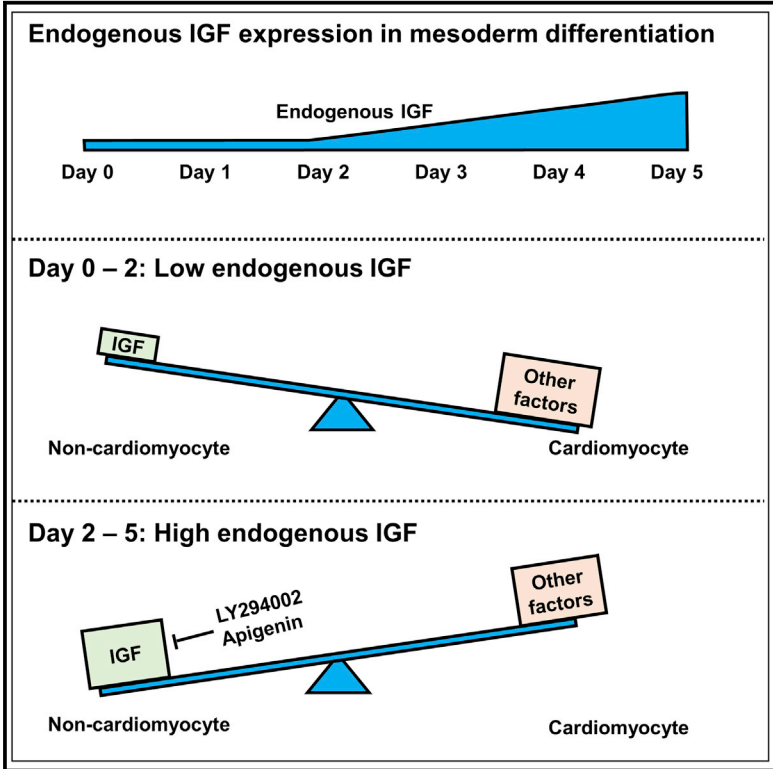 Endogenous IGF expression in mesoderm differentiation
Endogenous IGF
Day 0 Day 1 Day 2 Day 3 Day 4 Day 5
Day 0 – 2: Low endogenous IGF
IGF
Other
factors
Non-cardiomyocyte Cardiomyocyte
Day 2 – 5: High endogenous IGF
Other
factors
LY294002
Apigenin
IGF
Non-cardiomyocyte Cardiomyocyte